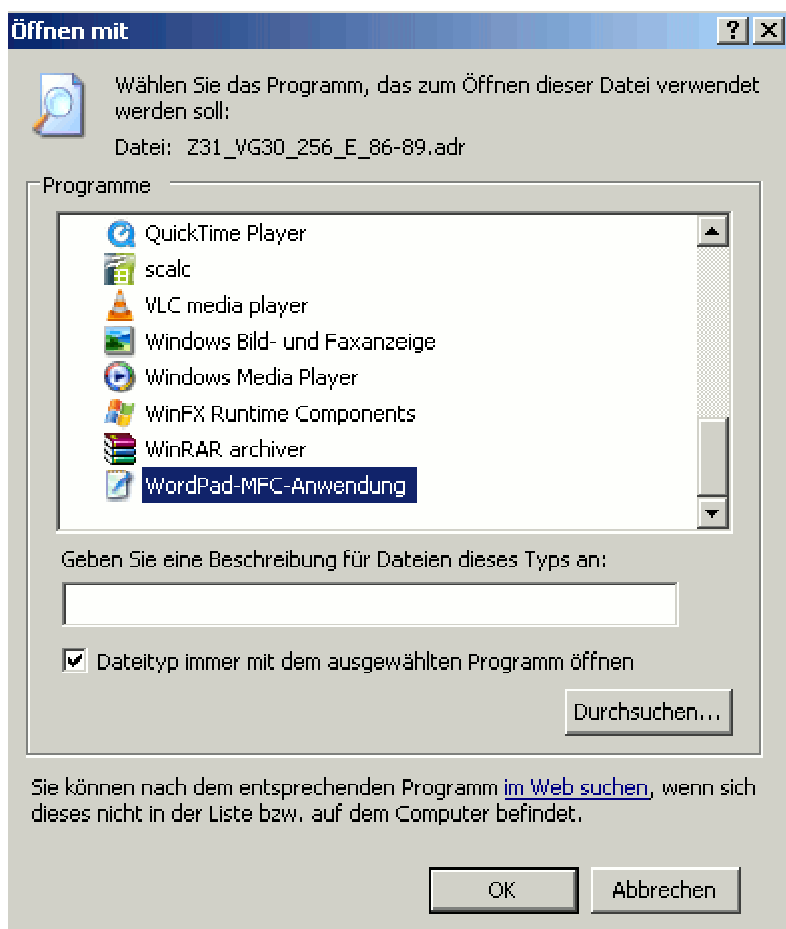 Öffnen mit
Wählen Sie das Programm, das zum Öffnen dieser Datei verwendet
werden soll:
Datei: Z31_VG30_256_E_86-89.adr
Programme
QuickTime Player
scalc
VLC media player
Windows Bild- und Faxanzeige
Windows Media Player
WinFX Runtime Components
WinRAR archiver
WordPad-MFC-Anwendung
Geben Sie eine Beschreibung für Dateien dieses Typs an:
Dateityp immer mit dem ausgewählten Programm öffnen
Durchsuchen...
Sie können nach dem entsprechenden Programm im Web suchen, wenn sich
dieses nicht in der Liste bzw. auf dem Computer befindet.
OK Abbrechen